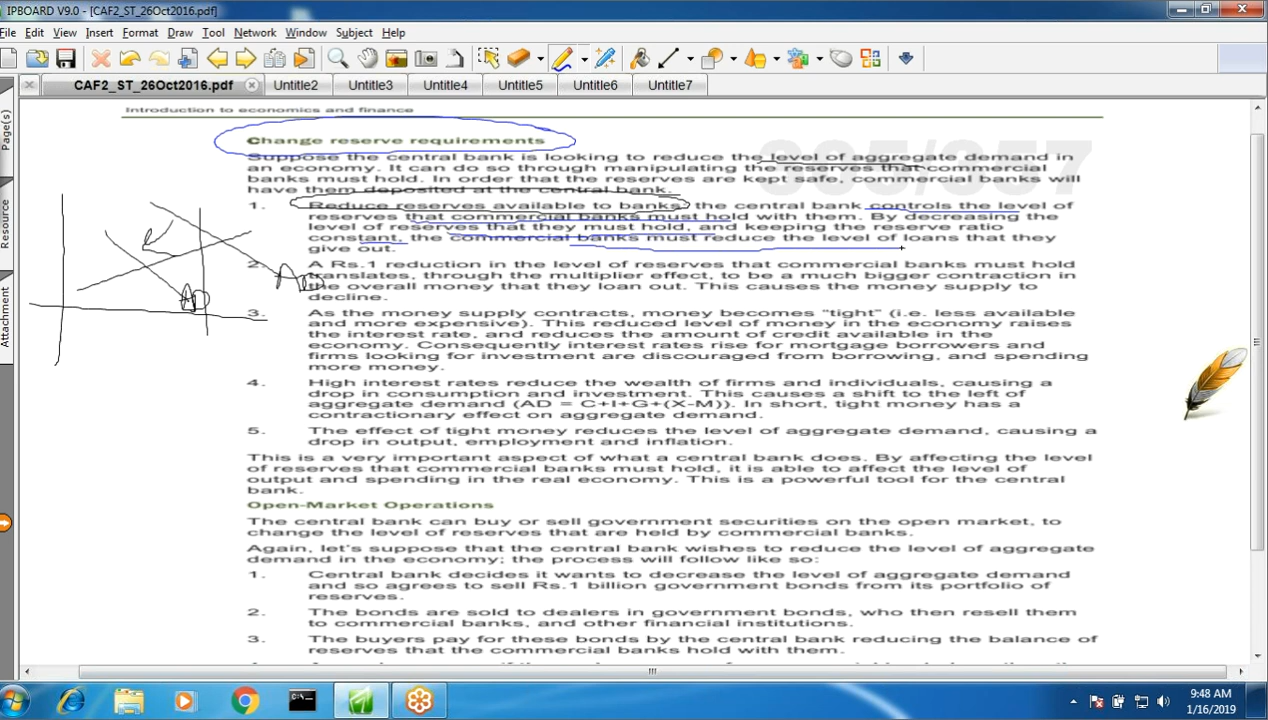 IPBOARD V9.0 - [CAF2_ST_26Oct2016.pdf]
File Edit View Insert Format Draw Tool Network Window Subject Help
CAF2_ST_26Oct2016.pdf Untitle2 Untitle3 Untitle4 Untitle5 Untitle6 Untitle7
Page(s)
Resource
Attachment
Introduction to economics and finance
305/357
Change reserve requirements
Suppose the central bank is looking to reduce the level of aggregate demand in
an economy. It can do so through manipulating the reserves that commercial
banks must hold. In order that the reserves are kept safe, commercial banks will
have them deposited at the central bank.
1. Reduce reserves available to banks: the central bank controls the level of
reserves that commercial banks must hold with them. By decreasing the
level of reserves that they must hold, and keeping the reserve ratio
constant, the commercial banks must reduce the level of loans that they
give out.
2. A Rs.1 reduction in the level of reserves that commercial banks must hold
translates, through the multiplier effect, to be a much bigger contraction in
the overall money that they loan out. This causes the money supply to
decline.
3. As the money supply contracts, money becomes "tight" (i.e. less available
and more expensive). This reduced level of money in the economy raises
the interest rate, and reduces the amount of credit available in the
economy. Consequently interest rates rise for mortgage borrowers and
firms looking for investment are discouraged from borrowing, and spending
more money.
4. High interest rates reduce the wealth of firms and individuals, causing a
drop in consumption and investment. This causes a shift to the left of
aggregate demand (AD = C+I+G+(X-M)). In short, tight money has a
contractionary effect on aggregate demand.
5. The effect of tight money reduces the level of aggregate demand, causing a
drop in output, employment and inflation.
This is a very important aspect of what a central bank does. By affecting the level
of reserves that commercial banks must hold, it is able to affect the level of
output and spending in the real economy. This is a powerful tool for the central
bank.
Open-Market Operations
The central bank can buy or sell government securities on the open market, to
change the level of reserves that are held by commercial banks.
Again, let's suppose that the central bank wishes to reduce the level of aggregate
demand in the economy; the process will follow like so:
1. Central bank decides it wants to decrease the level of aggregate demand
and so agrees to sell Rs.1 billion government bonds from its portfolio of
reserves.
2. The bonds are sold to dealers in government bonds, who then resell them
to commercial banks, and other financial institutions.
3. The buyers pay for these bonds by the central bank reducing the balance of
reserves that the commercial banks hold with them.
AD
AD
9:48 AM
1/16/2019